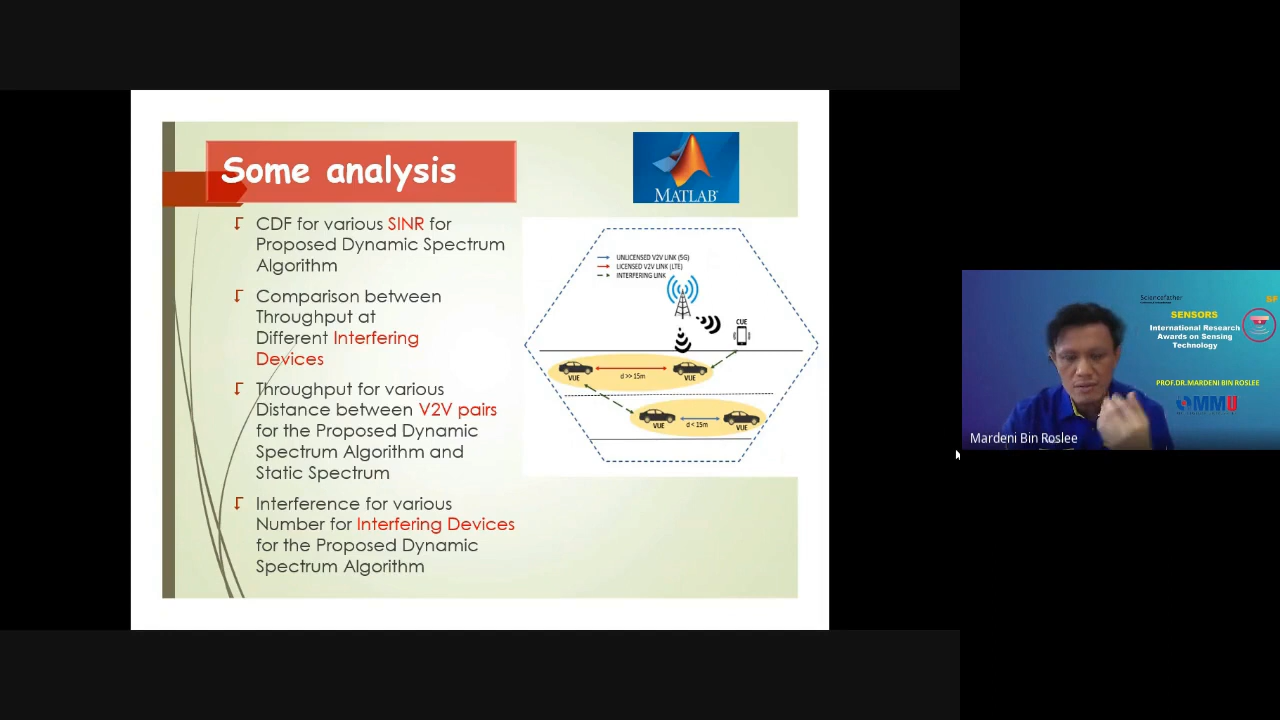 Some analysis
MATLAB
CDF for various SINR for
Proposed Dynamic Spectrum
Algorithm
Comparison between
Throughput at
Different Interfering
Devices
Throughput for various
Distance between V2V pairs
for the Proposed Dynamic
Spectrum Algorithm and
Static Spectrum
Interference for various
Number for Interfering Devices
for the Proposed Dynamic
Spectrum Algorithm
UNLICENSED V2V LINK (5G)
LICENSED V2V LINK (LTE)
INTERFERING LINK
CUE
VUE
d >> 15m
VUE
VUE
d < 15m
VUE
Sciencefather
SF
SENSORS
International Research
Awards on Sensing
Technology
PROF.DR.MARDENI BIN ROSLEE
MMU
Mardeni Bin Roslee